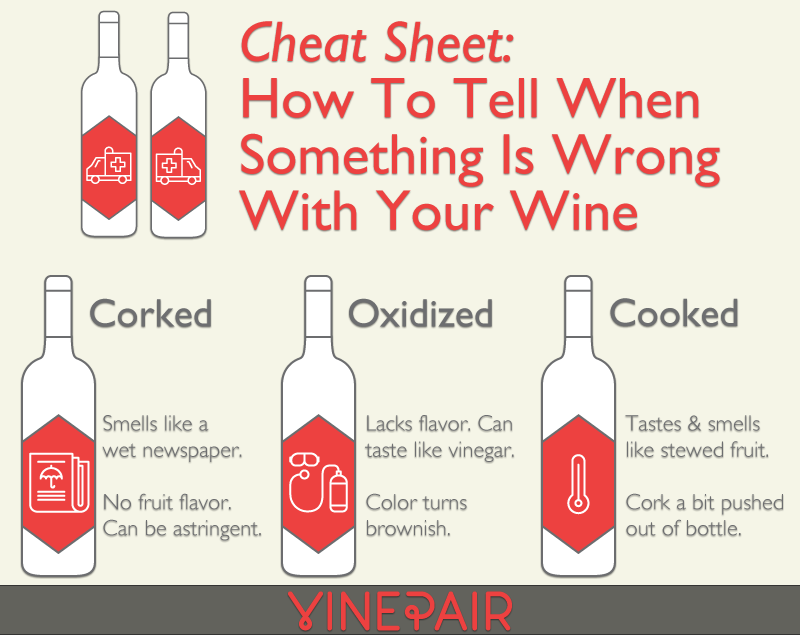 Cheat Sheet:
How To Tell When
Something Is Wrong
With Your Wine
Corked
Smells like a
wet newspaper.
No fruit flavor.
Can be astringent.
Oxidized
Lacks flavor. Can
taste like vinegar.
Color turns
brownish.
Cooked
Tastes & smells
like stewed fruit.
Cork a bit pushed
out of bottle.
VINEPAIR